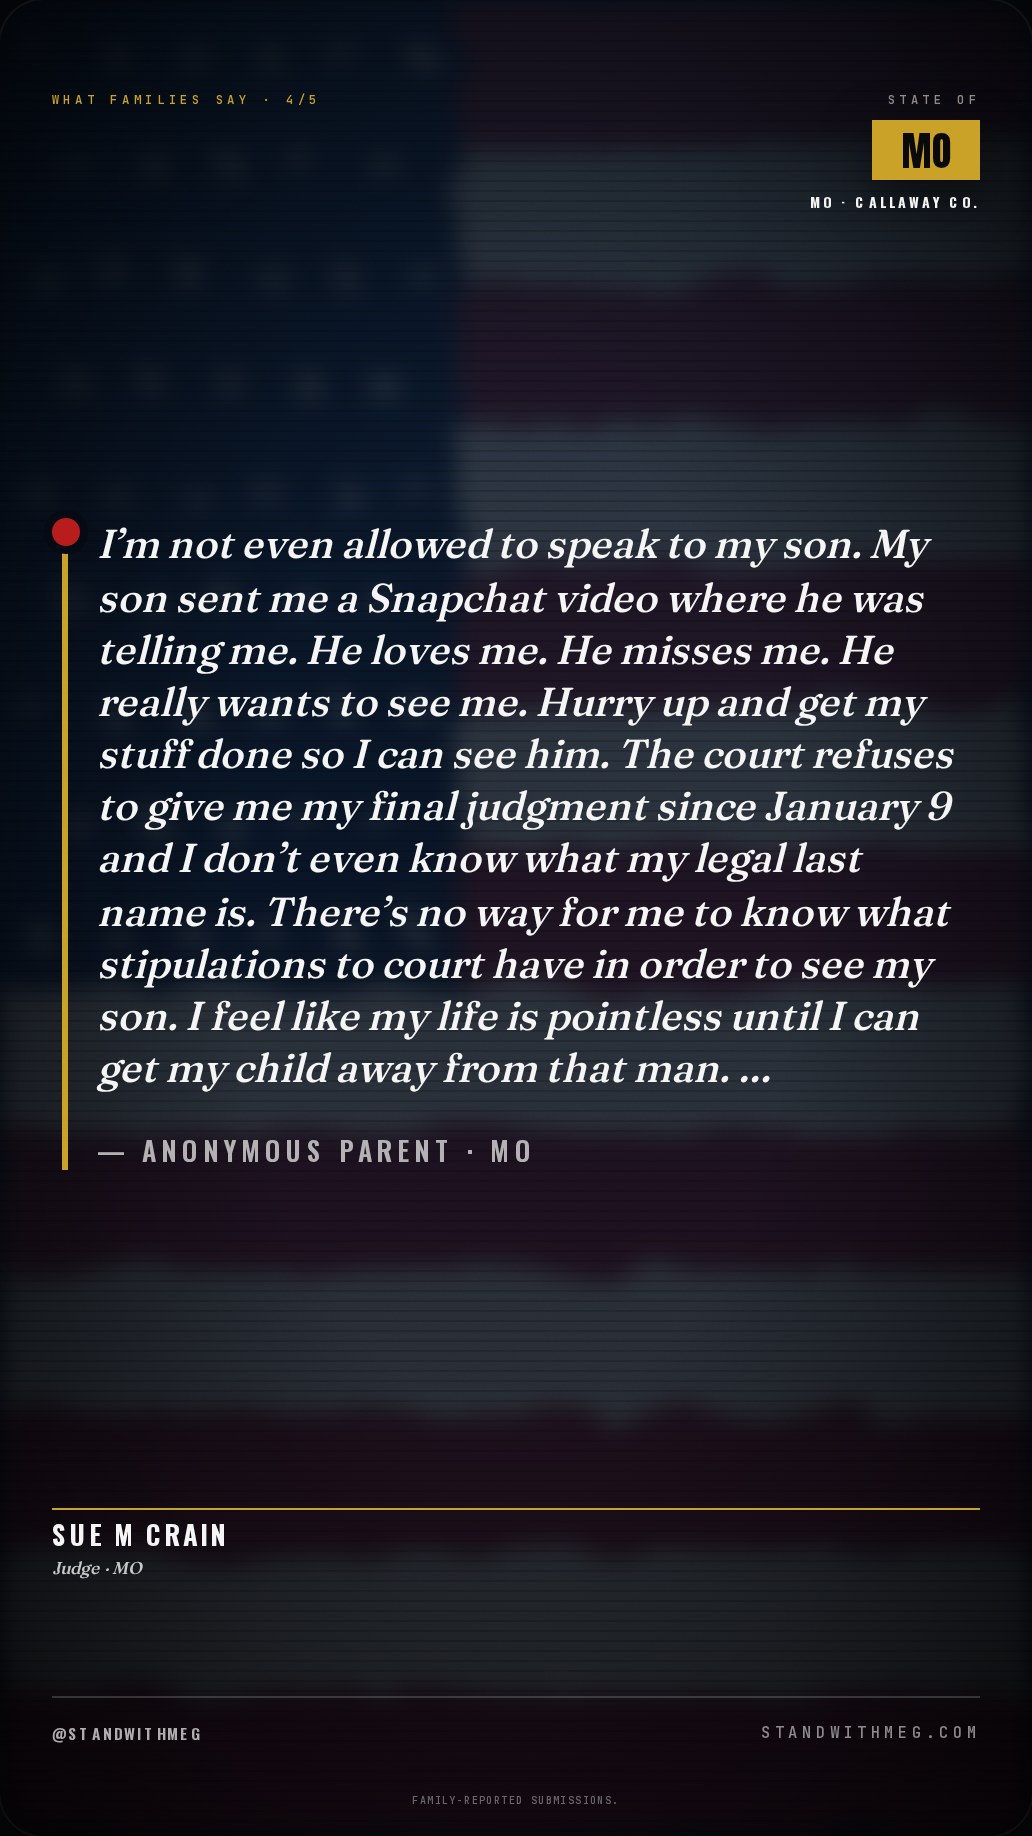 WHAT FAMILIES SAY · 4/5
STATE OF
MO
MO · CALLAWAY CO.
I'm not even allowed to speak to my son. My
son sent me a Snapchat video where he was
telling me. He loves me. He misses me. He
really wants to see me. Hurry up and get my
stuff done so I can see him. The court refuses
to give me my final judgment since January 9
and I don't even know what my legal last
name is. There's no way for me to know what
stipulations to court have in order to see my
son. I feel like my life is pointless until I can
get my child away from that man. ...
— ANONYMOUS PARENT · MO
SUE M CRAIN
Judge · MO
@STANDWITHMEG
STANDWITHMEG.COM
FAMILY-REPORTED SUBMISSIONS.